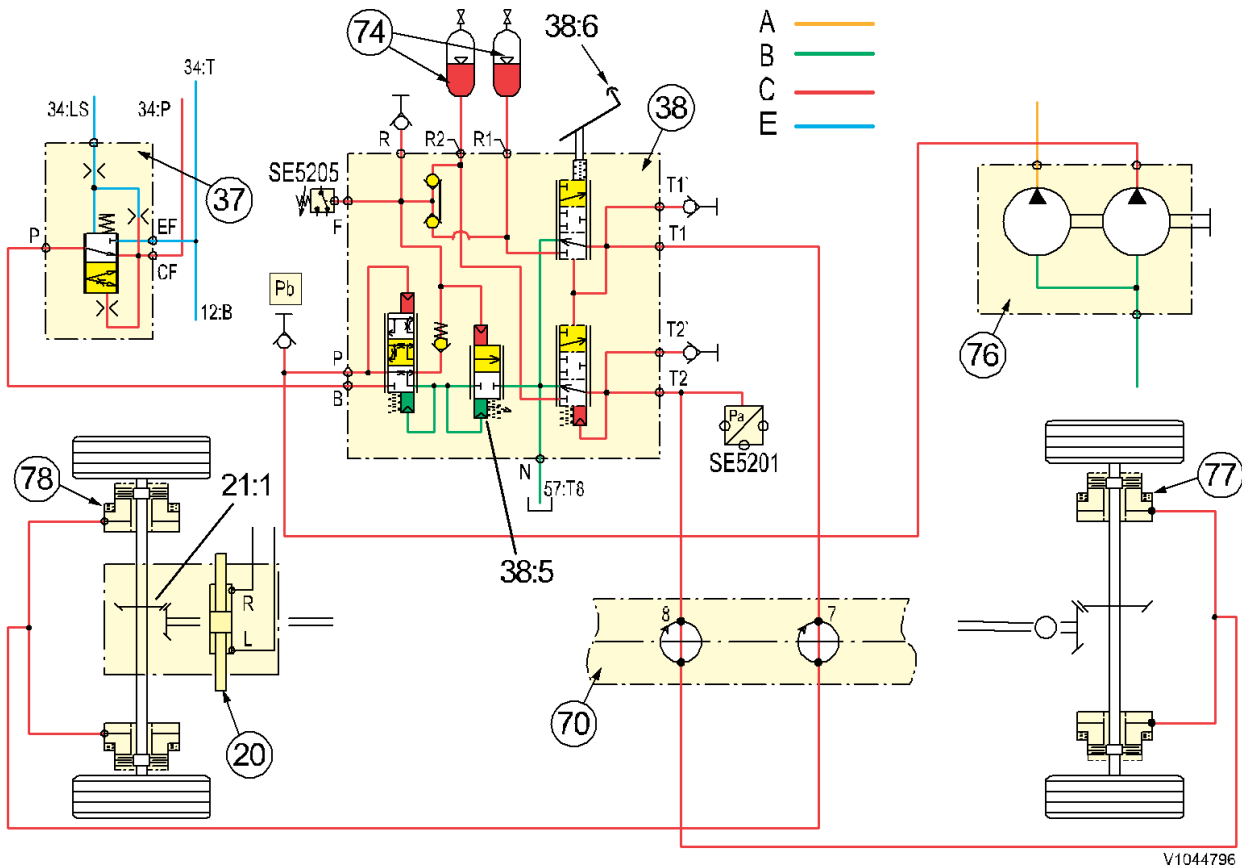 74
38:6
A
B
C
E
34:T
34:LS
34:P
37
38
R
R2
R1
SE5205
F
T1`
T1
EF
P
CF
12:B
Pb
76
T2`
P
T2
B
Pa
SE5201
N
57:T8
78
21:1
77
38:5
R
L
8
7
70
20
V1044796